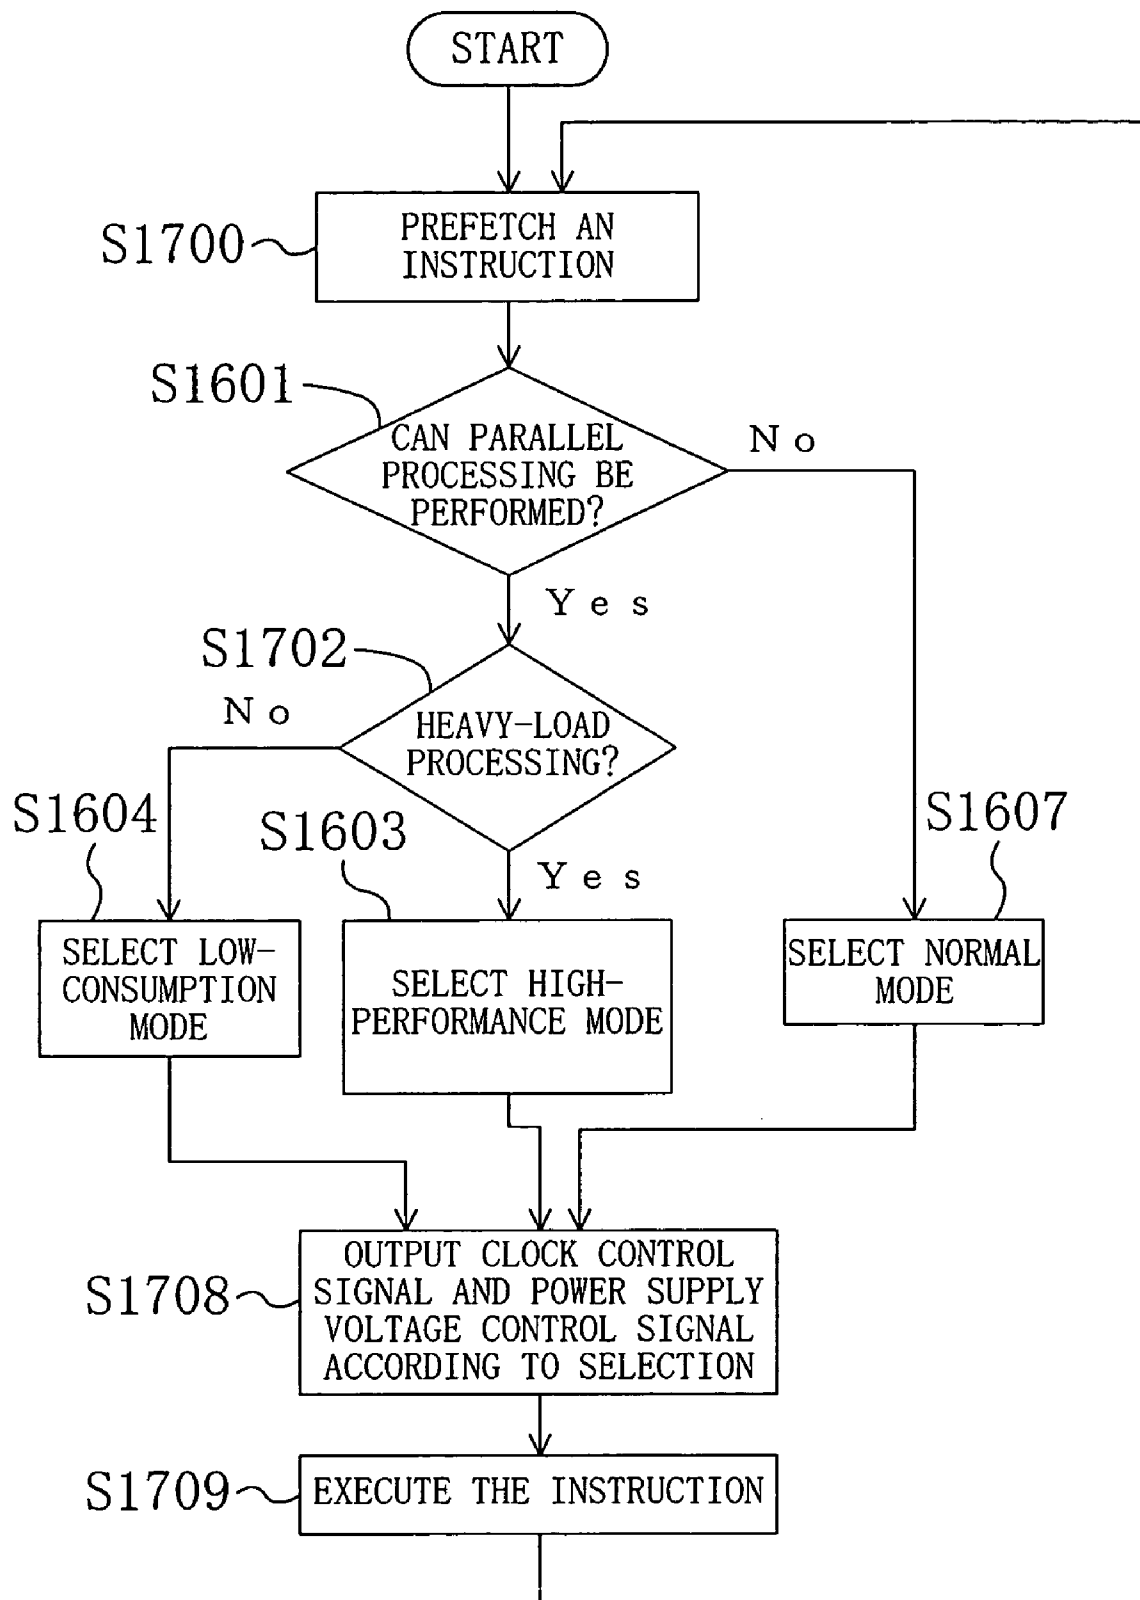 START
S1700
PREFETCH AN
INSTRUCTION
S1601
CAN PARALLEL
PROCESSING BE
PERFORMED?
No
Yes
S1702
No
HEAVY-LOAD
PROCESSING?
S1604
S1603
S1607
Yes
SELECT LOW-
CONSUMPTION
MODE
SELECT HIGH-
PERFORMANCE MODE
SELECT NORMAL
MODE
S1708
OUTPUT CLOCK CONTROL
SIGNAL AND POWER SUPPLY
VOLTAGE CONTROL SIGNAL
ACCORDING TO SELECTION
S1709
EXECUTE THE INSTRUCTION